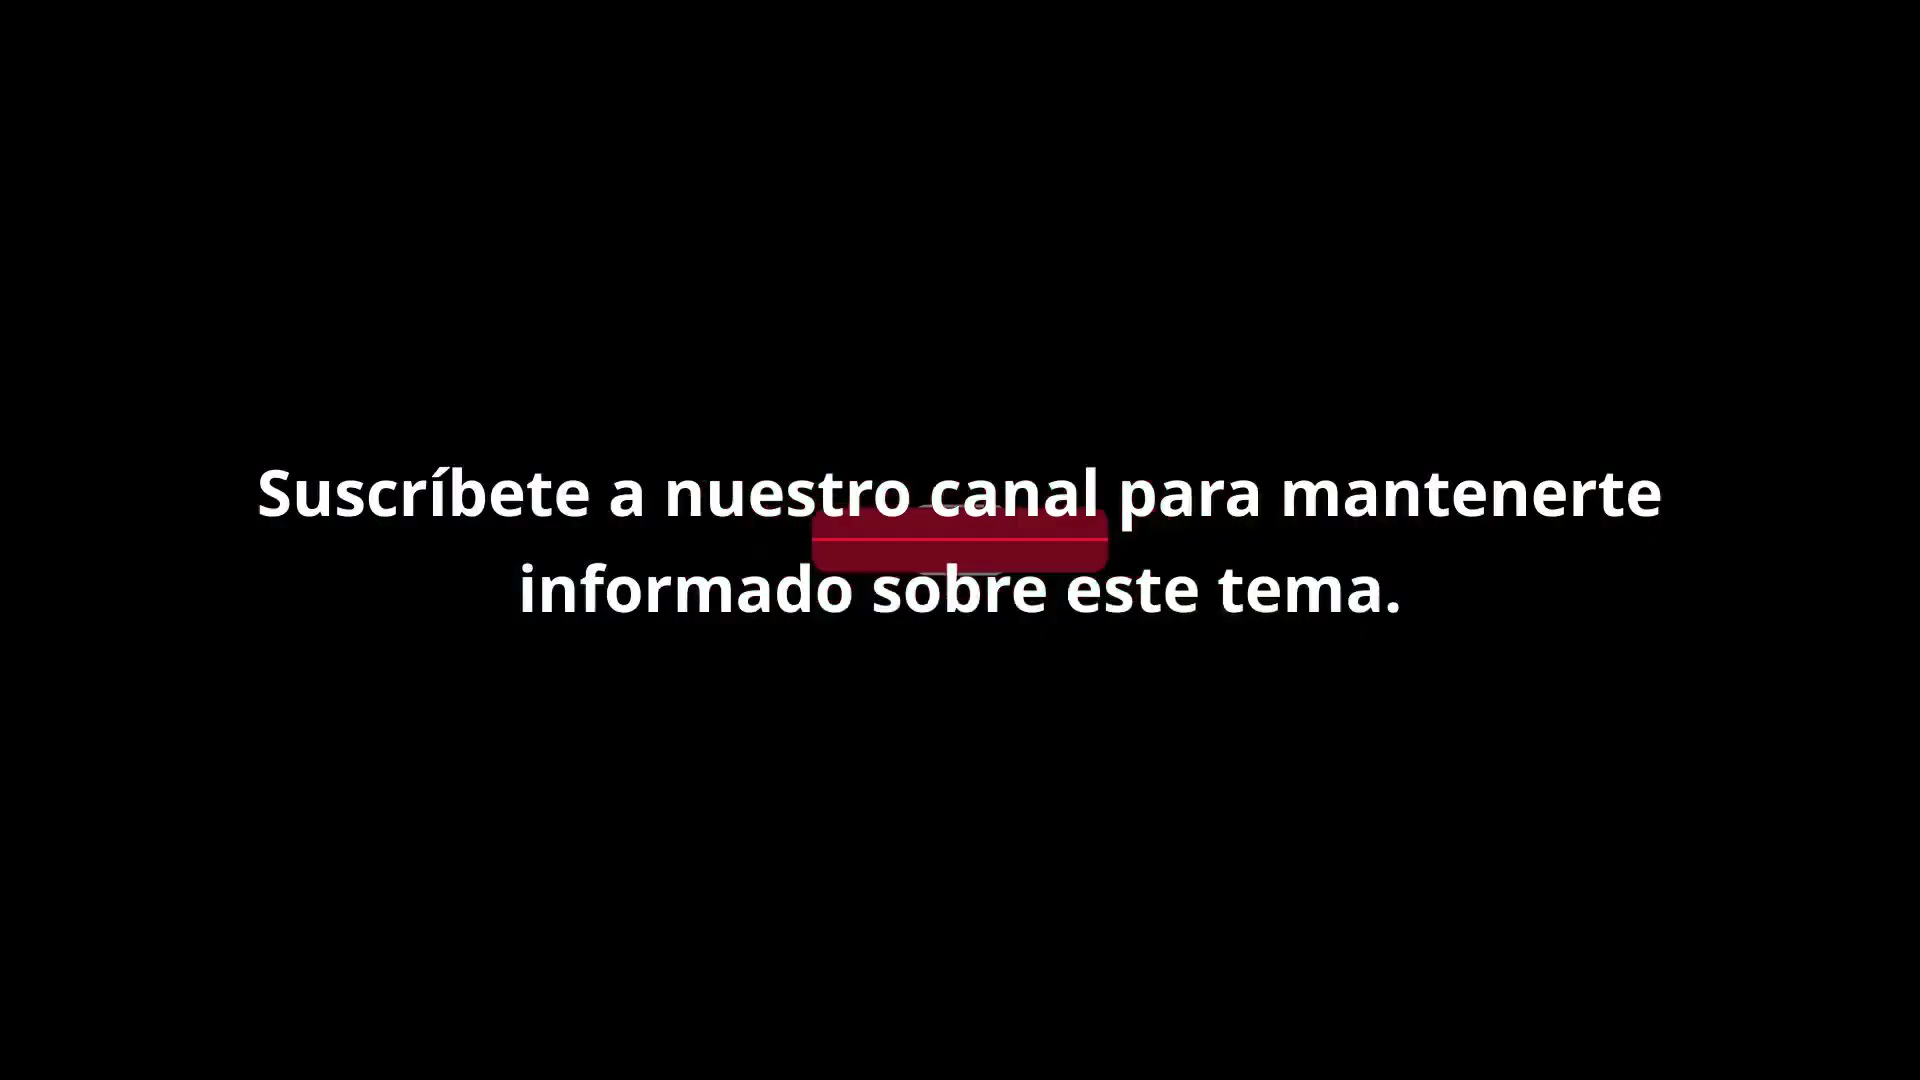 Suscríbete a nuestro canal para mantenerte
informado sobre este tema.